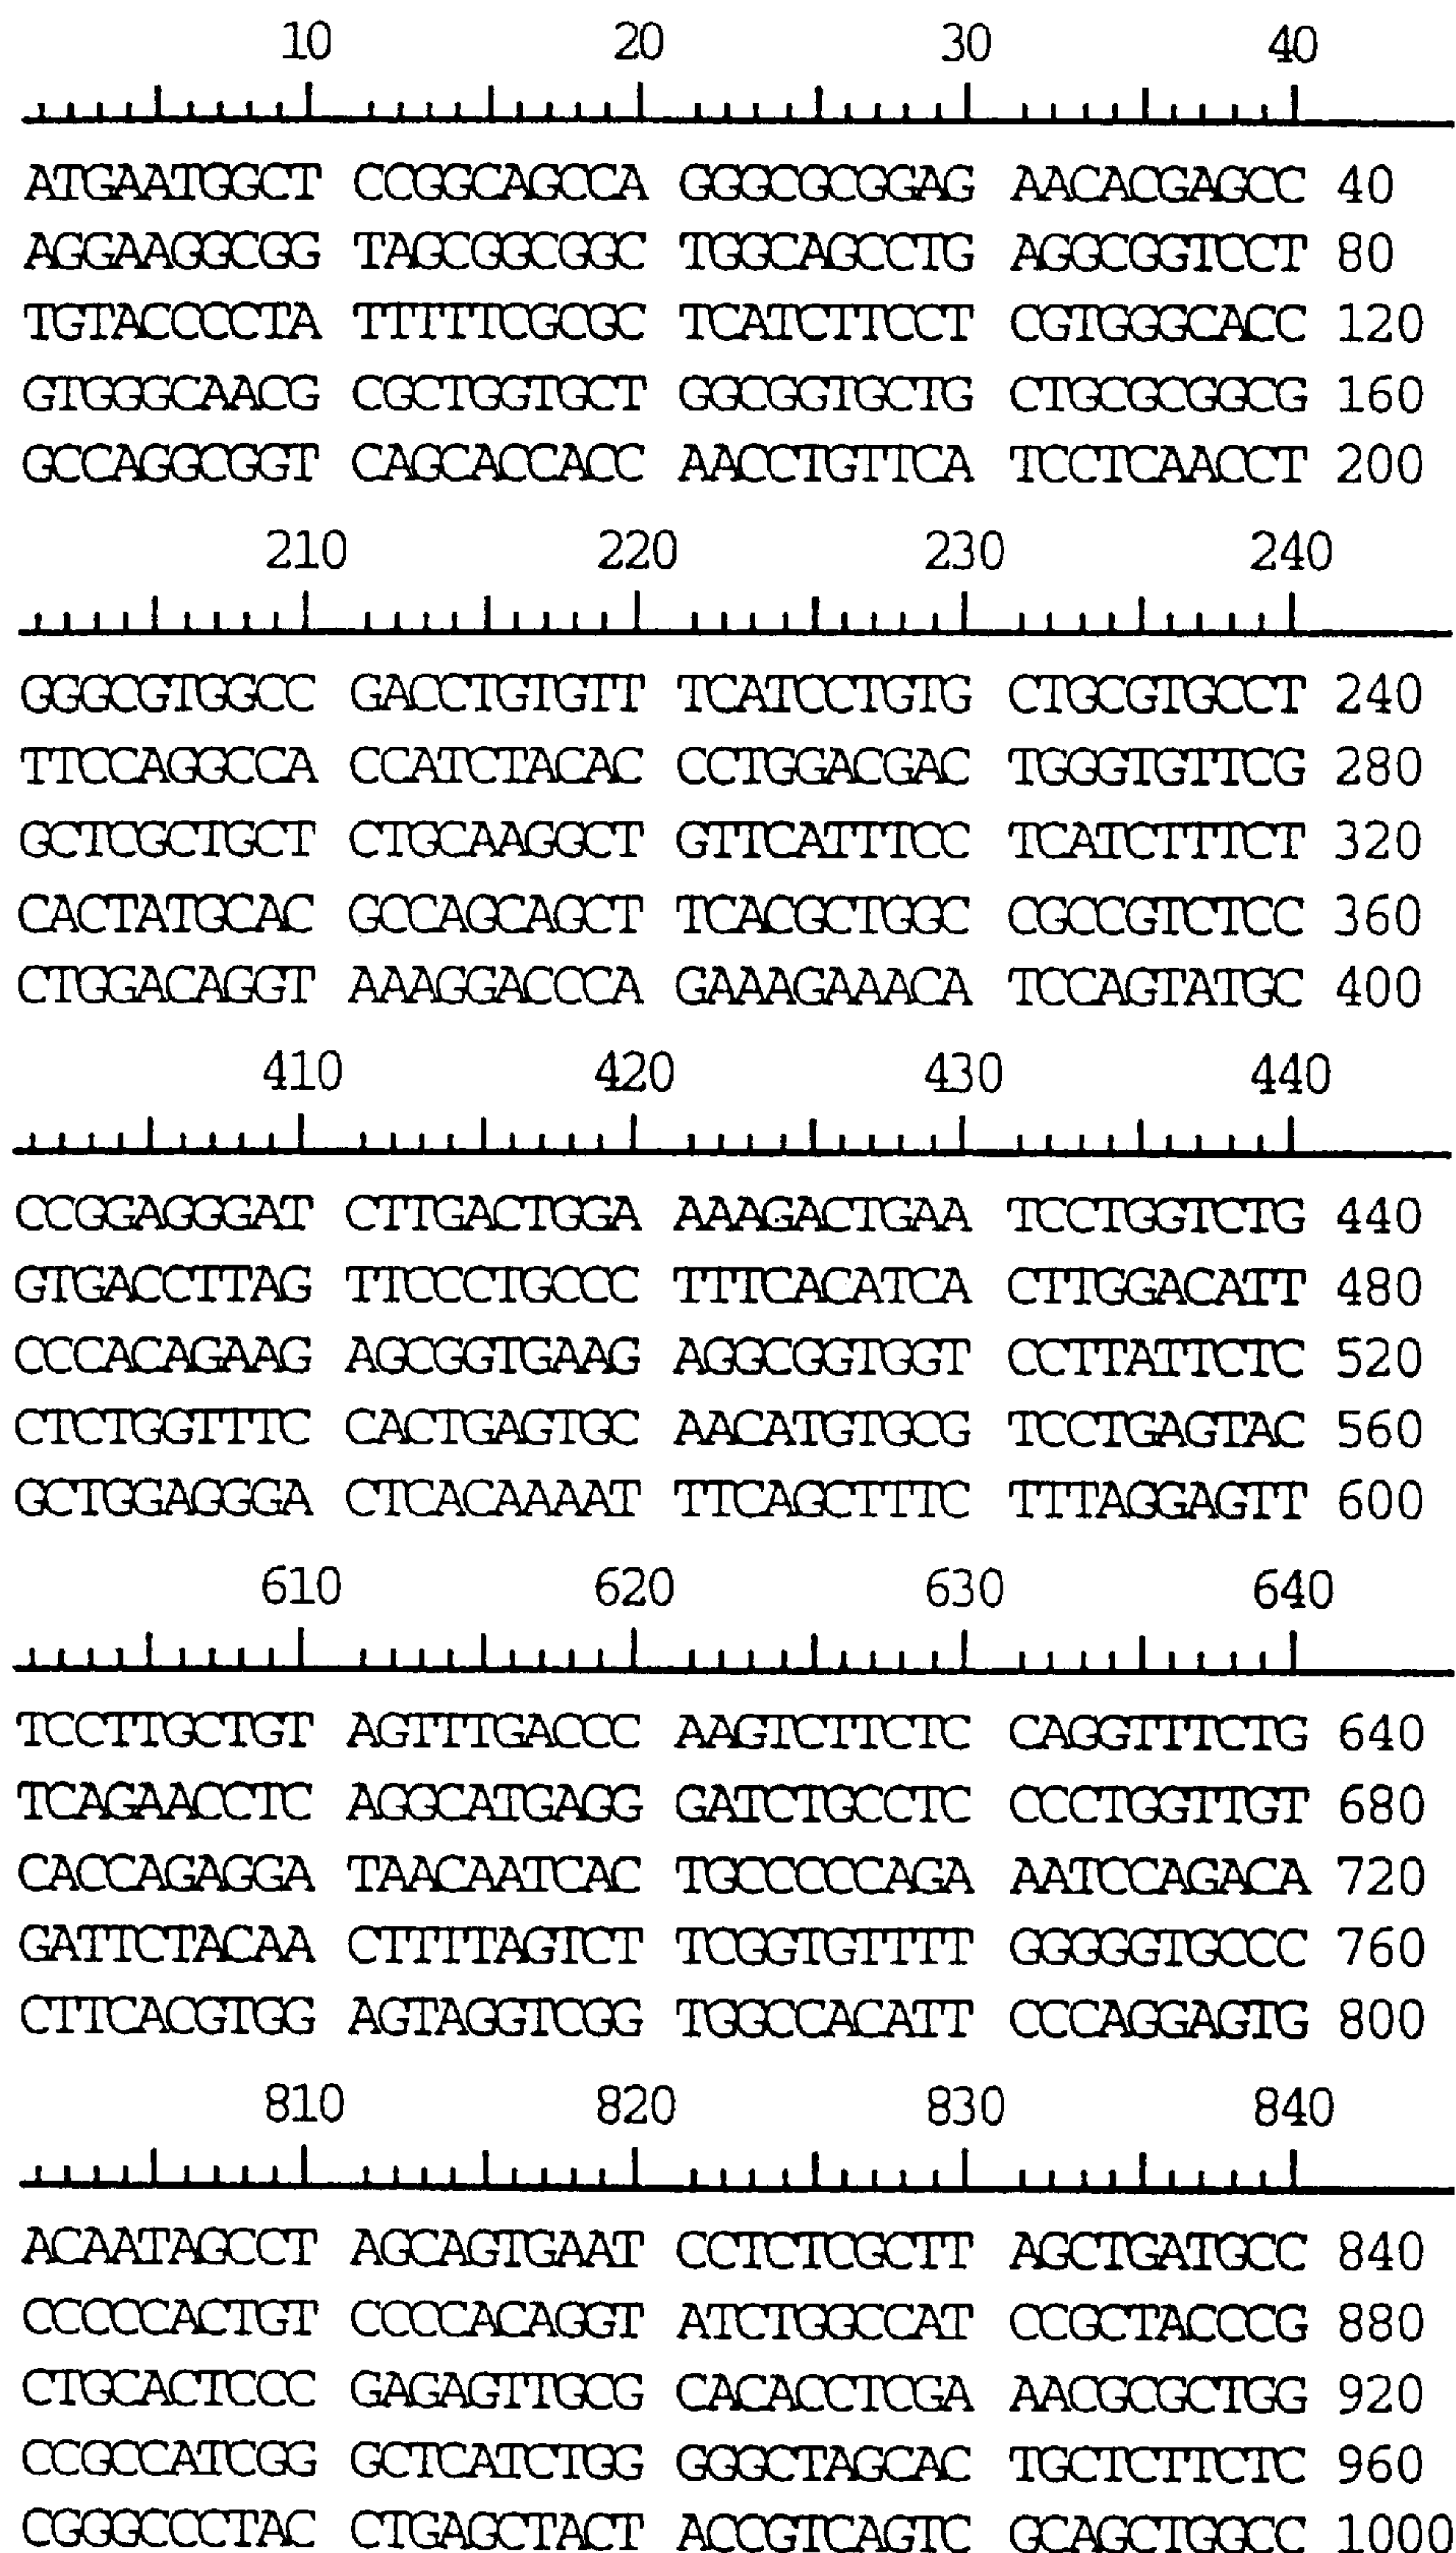 10 20 30 40
ATGAATGGCT CCGGCAGCCA GGGCGCGGAG AACACGAGCC 40
AGGAAGGCGG TAGCGGCGGC TGGCAGCCTG AGGCGGTCCT 80
TGTACCCCTA TTTTTCGCGC TCATCTTCCT CGTGGGCACC 120
GTGGGCAACG CGCTGGTGCT GGCGGTGCTG CTGCGCGGCG 160
GCCAGGCGGT CAGCACCACC AACCTGTTCA TCCTCAACCT 200
210 220 230 240
GGGCGTGGCC GACCTGTGTT TCATCCTGTG CTGCGTGCCT 240
TTCCAGGCCA CCATCTACAC CCTGGACGAC TGGGTGTTCG 280
GCTCGCTGCT CTGCAAGGCT GTTCATTTCC TCATCTTTCT 320
CACTATGCAC GCCAGCAGCT TCACGCTGGC CGCCGTCTCC 360
CTGGACAGGT AAAGGACCCA GAAAGAAACA TCCAGTATGC 400
410 420 430 440
CCGGAGGGAT CTTGACTGGA AAAGACTGAA TCCTGGTCTG 440
GTGACCTTAG TTCCCTGCCC TTTCACATCA CTTGGACATT 480
CCCACAGAAG AGCGGTGAAG AGGCGGTGGT CCTTATTCTC 520
CTCTGGTTTC CACTGAGTGC AACATGTGCG TCCTGAGTAC 560
GCTGGAGGGA CTCACAAAAT TTCAGCTTTC TTTAGGAGTT 600
610 620 630 640
TCCTTGCTGT AGTTTGACCC AAGTCTTCTC CAGGTTTCTG 640
TCAGAACCTC AGGCATGAGG GATCTGCCTC CCCTGGTTGT 680
CACCAGAGGA TAACAATCAC TGCCCCCAGA AATCCAGACA 720
GATTCTACAA CTTTTAGTCT TCGGTGTTTT GGGGGTGCCC 760
CTTCACGTGG AGTAGGTCGG TGGCCACATT CCCAGGAGTG 800
810 820 830 840
ACAATAGCCT AGCAGTGAAT CCTCTCGCTT AGCTGATGCC 840
CCCCCACTGT CCCCACAGGT ATCTGGCCAT CCGCTACCCG 880
CTGCACTCCC GAGAGTTGCG CACACCTCGA AACGCGCTGG 920
CCGCCATCGG GCTCATCTGG GGGCTAGCAC TGCTCTTCTC 960
CGGGCCCTAC CTGAGCTACT ACCGTCAGTC GCAGCTGGCC 1000